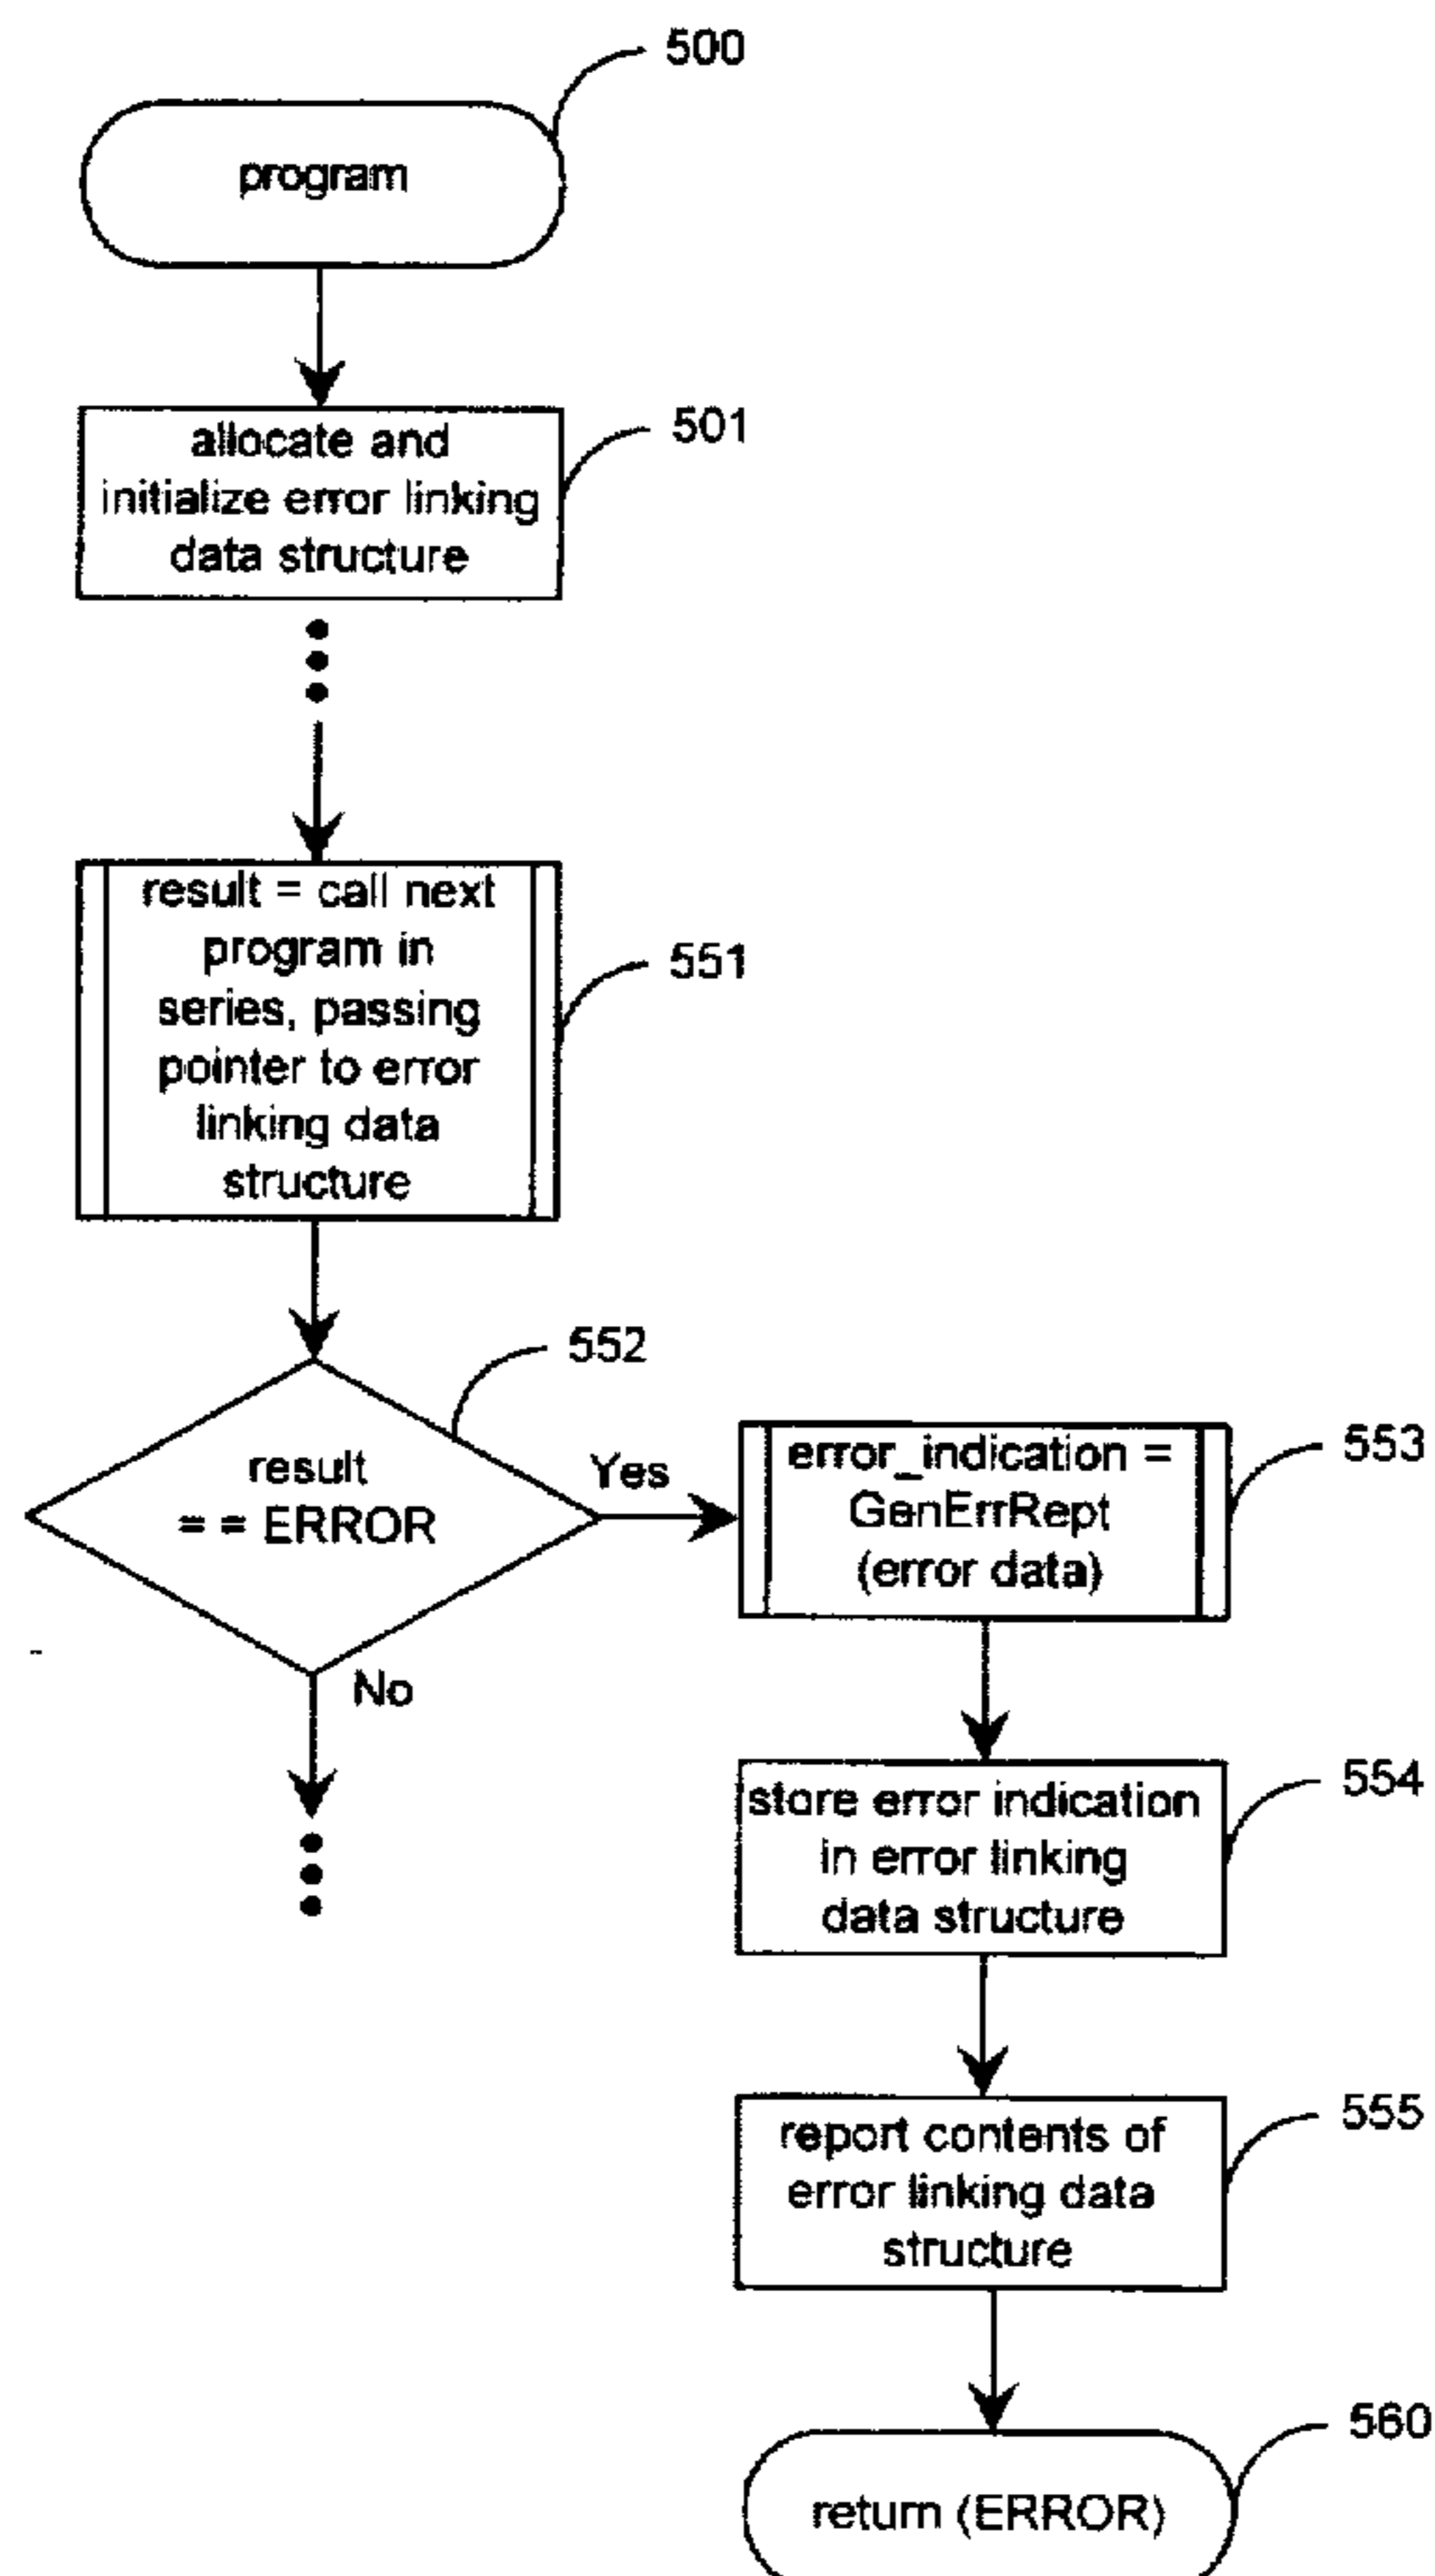 500
program
501
allocate and
initialize error linking
data structure
551
result = call next
program in
series, passing
pointer to error
linking data
structure
552
result
= = ERROR
Yes
No
553
error_indication =
GenErrRept
(error data)
554
store error indication
in error linking
data structure
555
report contents of
error linking data
structure
560
return (ERROR)